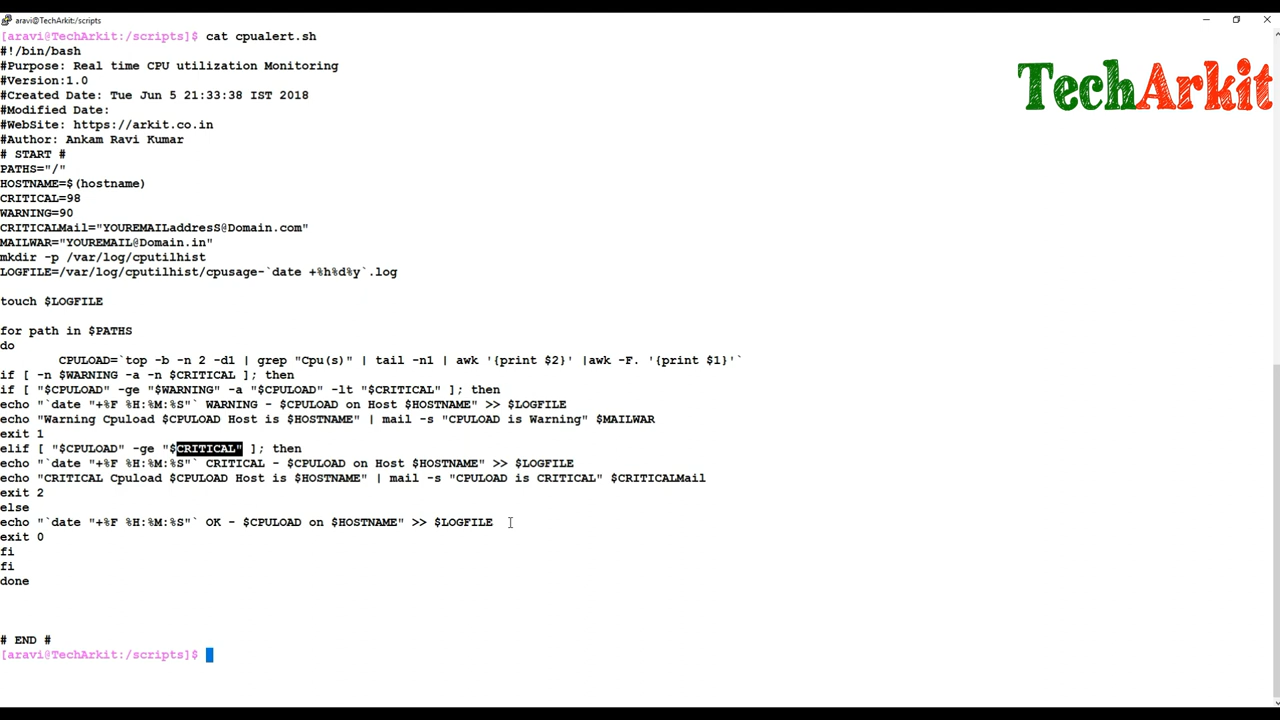 aravi@TechArkit:/scripts
[aravi@TechArkit:/scripts]$ cat cpualert.sh
#!/bin/bash
#Purpose: Real time CPU utilization Monitoring
#Version:1.0
#Created Date: Tue Jun 5 21:33:38 IST 2018
#Modified Date:
#WebSite: https://arkit.co.in
#Author: Ankam Ravi Kumar
# START #
PATHS="/"
HOSTNAME=$(hostname)
CRITICAL=98
WARNING=90
CRITICALMail="YOUREMAILaddresS@Domain.com"
MAILWAR="YOUREMAIL@Domain.in"
mkdir -p /var/log/cputilhist
LOGFILE=/var/log/cputilhist/cpusage-`date +%h%d%y`.log
touch $LOGFILE
for path in $PATHS
do
CPULOAD=`top -b -n 2 -d1 | grep "Cpu(s)" | tail -n1 | awk '{print $2}' |awk -F. '{print $1}'`
if [ -n $WARNING -a -n $CRITICAL ]; then
if [ "$CPULOAD" -ge "$WARNING" -a "$CPULOAD" -lt "$CRITICAL" ]; then
echo "`date "+%F %H:%M:%S"` WARNING - $CPULOAD on Host $HOSTNAME" >> $LOGFILE
echo "Warning Cpuload $CPULOAD Host is $HOSTNAME" | mail -s "CPULOAD is Warning" $MAILWAR
exit 1
elif [ "$CPULOAD" -ge "$CRITICAL" ]; then
echo "`date "+%F %H:%M:%S"` CRITICAL - $CPULOAD on Host $HOSTNAME" >> $LOGFILE
echo "CRITICAL Cpuload $CPULOAD Host is $HOSTNAME" | mail -s "CPULOAD is CRITICAL" $CRITICALMail
exit 2
else
echo "`date "+%F %H:%M:%S"` OK - $CPULOAD on $HOSTNAME" >> $LOGFILE
exit 0
fi
fi
done
# END #
[aravi@TechArkit:/scripts]$
TechArkit